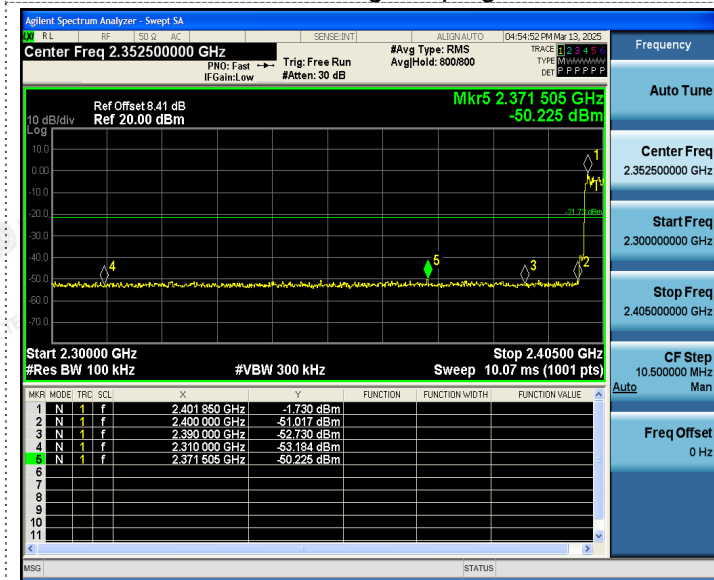 Agilent Spectrum Analyzer - Swept SA
LXI RL RF 50 Ω AC SENSE:INT ALIGNAUTO 04:54:52 PM Mar 13, 2025
Center Freq 2.352500000 GHz
PNO: Fast
IFGain:Low
Trig: Free Run
#Atten: 30 dB
#Avg Type: RMS
Avg|Hold: 800/800
TRACE 1 2 3 4 5 6
TYPE M
DET P P P P P P
Ref Offset 8.41 dB
Ref 20.00 dBm
10 dB/div
Log
Mkr5 2.371 505 GHz
-50.225 dBm
10.0
0.00
-10.0
-20.0
-30.0
-40.0
-50.0
-60.0
-70.0
-21.73 dBm
1
2
3
4
5
Start 2.30000 GHz
Stop 2.40500 GHz
#Res BW 100 kHz
#VBW 300 kHz
Sweep 10.07 ms (1001 pts)
MKR MODE TRC SCL X Y FUNCTION FUNCTION WIDTH FUNCTION VALUE
1 N 1 f 2.401 850 GHz -1.730 dBm
2 N 1 f 2.400 000 GHz -51.017 dBm
3 N 1 f 2.390 000 GHz -52.730 dBm
4 N 1 f 2.310 000 GHz -53.184 dBm
5 N 1 f 2.371 505 GHz -50.225 dBm
6
7
8
9
10
11
MSG
STATUS
Frequency
Auto Tune
Center Freq
2.352500000 GHz
Start Freq
2.300000000 GHz
Stop Freq
2.405000000 GHz
CF Step
10.500000 MHz
Auto Man
Freq Offset
0 Hz